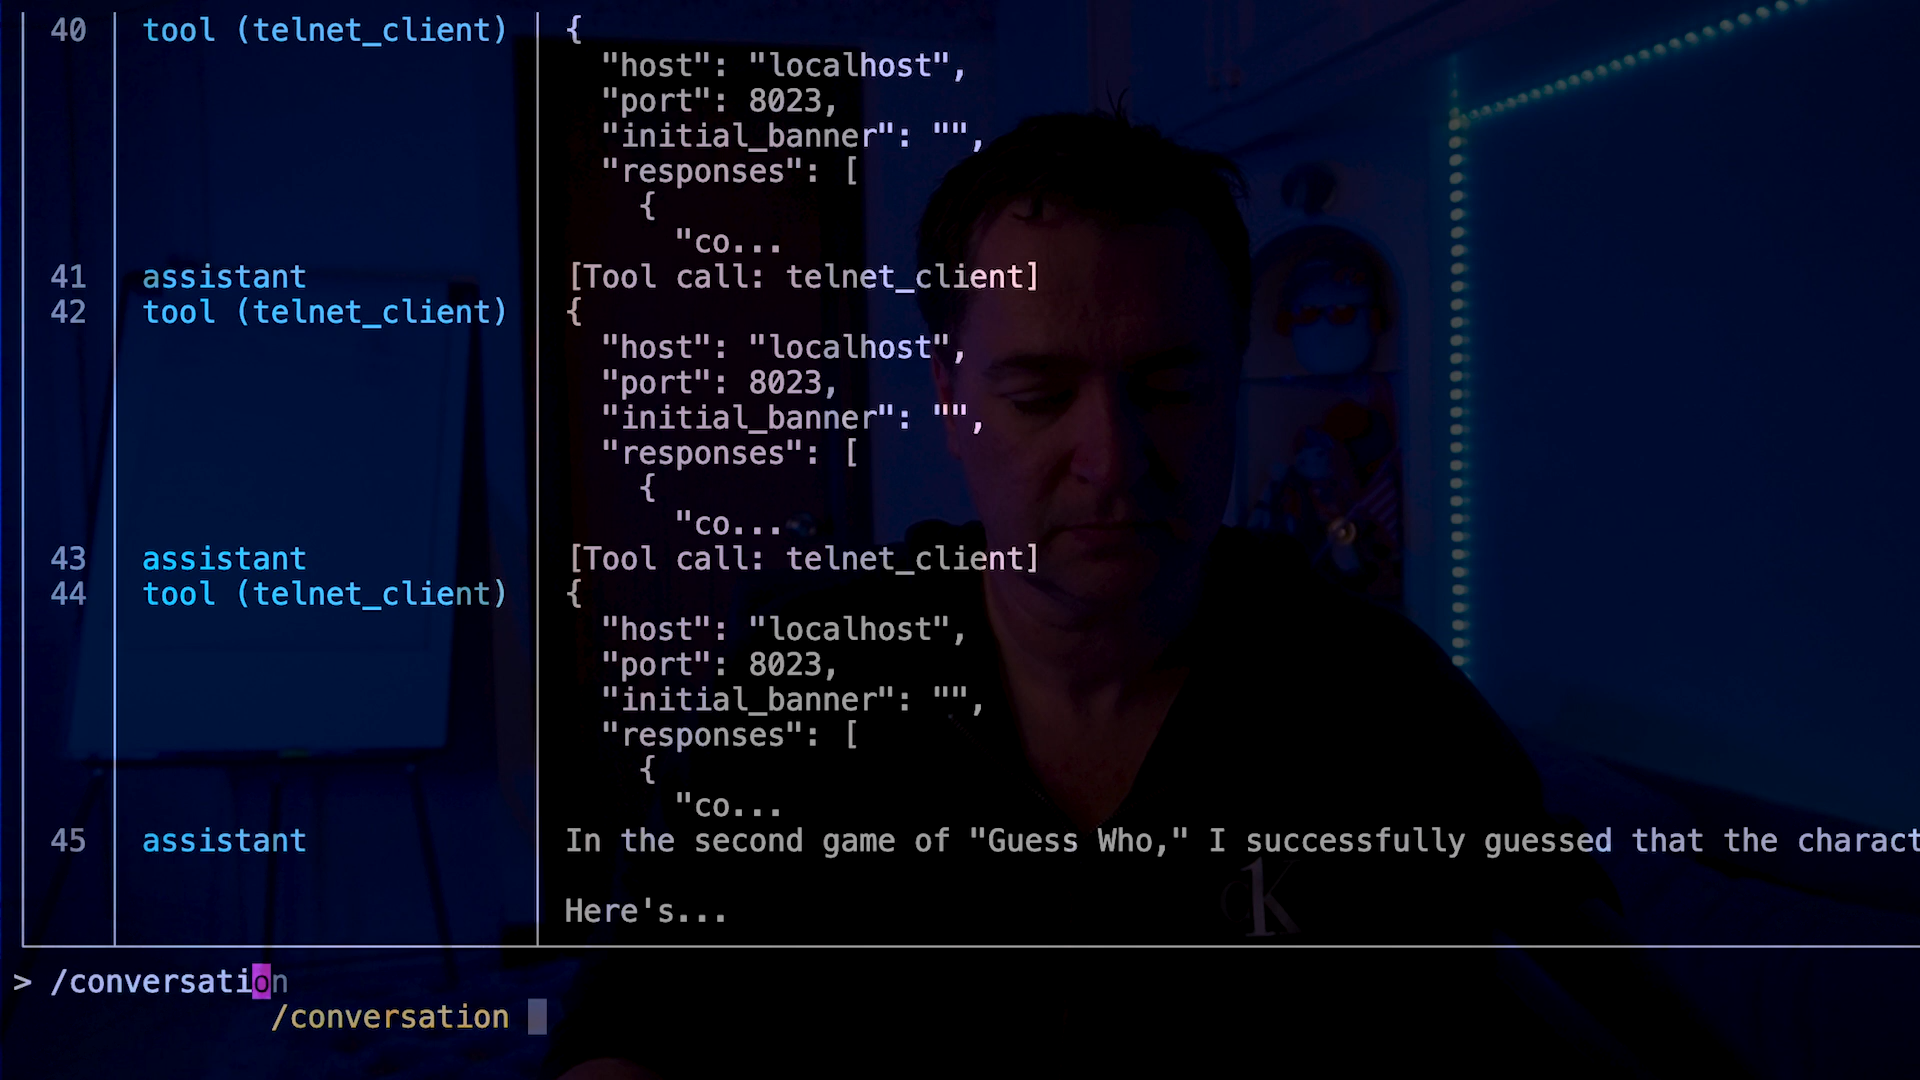 40 tool (telnet_client) {
"host": "localhost",
"port": 8023,
"initial_banner": "",
"responses": [
{
"co...
41 assistant [Tool call: telnet_client]
42 tool (telnet_client) {
"host": "localhost",
"port": 8023,
"initial_banner": "",
"responses": [
{
"co...
43 assistant [Tool call: telnet_client]
44 tool (telnet_client) {
"host": "localhost",
"port": 8023,
"initial_banner": "",
"responses": [
{
"co...
45 assistant In the second game of "Guess Who," I successfully guessed that the charact
Here's...
> /conversation
/conversation
cK